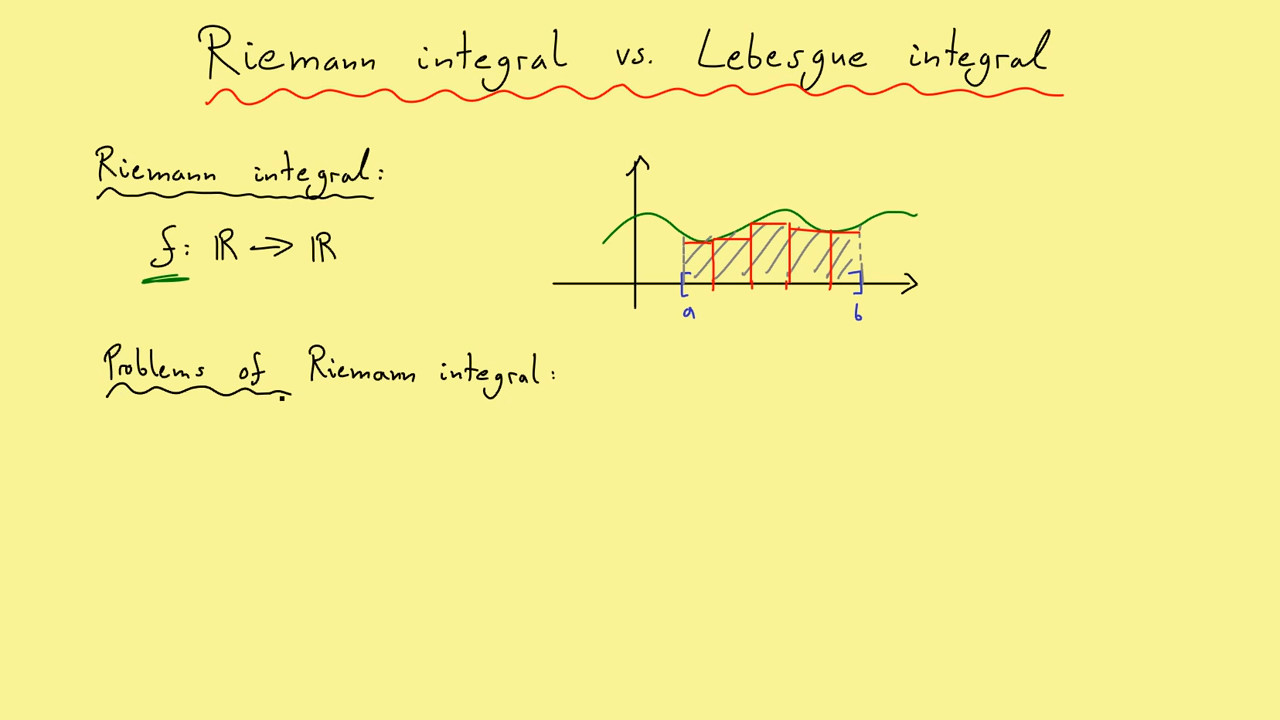 Riemann integral vs. Lebesgue integral
Riemann integral:
f: ℝ → ℝ
a b
Problems of Riemann integral: